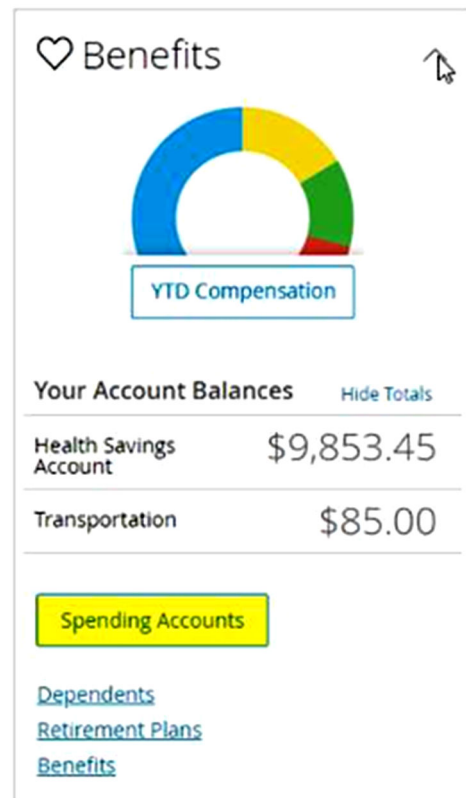 Benefits
YTD Compensation
Your Account Balances Hide Totals
Health Savings
Account
$9,853.45
Transportation $85.00
Spending Accounts
Dependents
Retirement Plans
Benefits